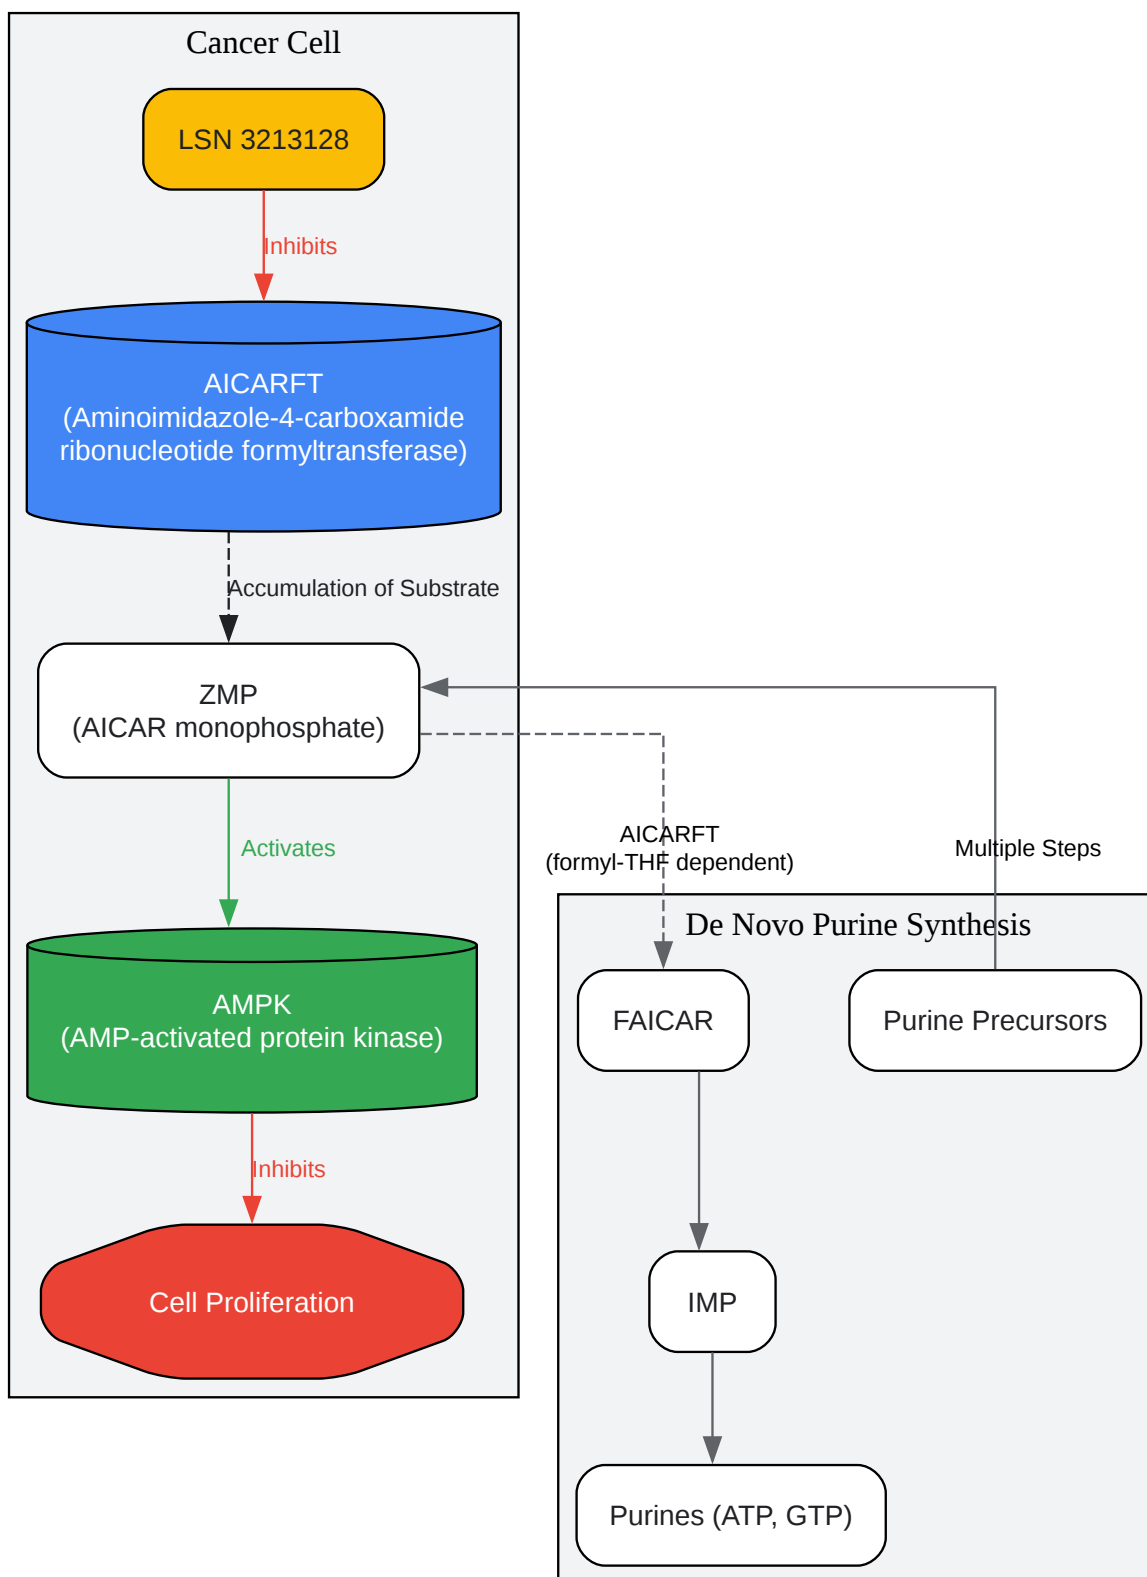 Cancer Cell
LSN 3213128
Inhibits
AICARFT
(Aminoimidazole-4-carboxamide
ribonucleotide formyltransferase)
Accumulation of Substrate
ZMP
(AICAR monophosphate)
Activates
AICARFT
(formyl-THF dependent)
Multiple Steps
De Novo Purine Synthesis
AMPK
(AMP-activated protein kinase)
FAICAR
Purine Precursors
Inhibits
Cell Proliferation
IMP
Purines (ATP, GTP)